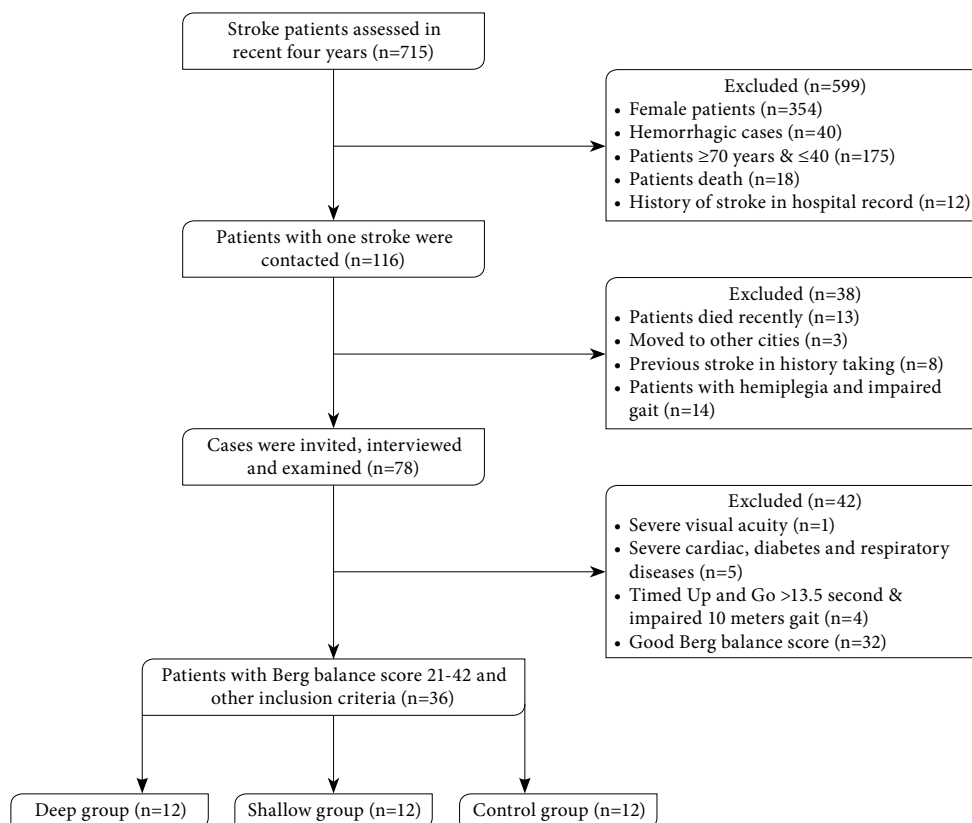 Stroke patients assessed in
recent four years (n=715)
Excluded (n=599)
• Female patients (n=354)
• Hemorrhagic cases (n=40)
• Patients ≥70 years & ≤40 (n=175)
• Patients death (n=18)
• History of stroke in hospital record (n=12)
Patients with one stroke were
contacted (n=116)
Excluded (n=38)
• Patients died recently (n=13)
• Moved to other cities (n=3)
• Previous stroke in history taking (n=8)
• Patients with hemiplegia and impaired
gait (n=14)
Cases were invited, interviewed
and examined (n=78)
Excluded (n=42)
• Severe visual acuity (n=1)
• Severe cardiac, diabetes and respiratory
diseases (n=5)
• Timed Up and Go >13.5 second &
impaired 10 meters gait (n=4)
• Good Berg balance score (n=32)
Patients with Berg balance score 21-42 and
other inclusion criteria (n=36)
Deep group (n=12)
Shallow group (n=12)
Control group (n=12)